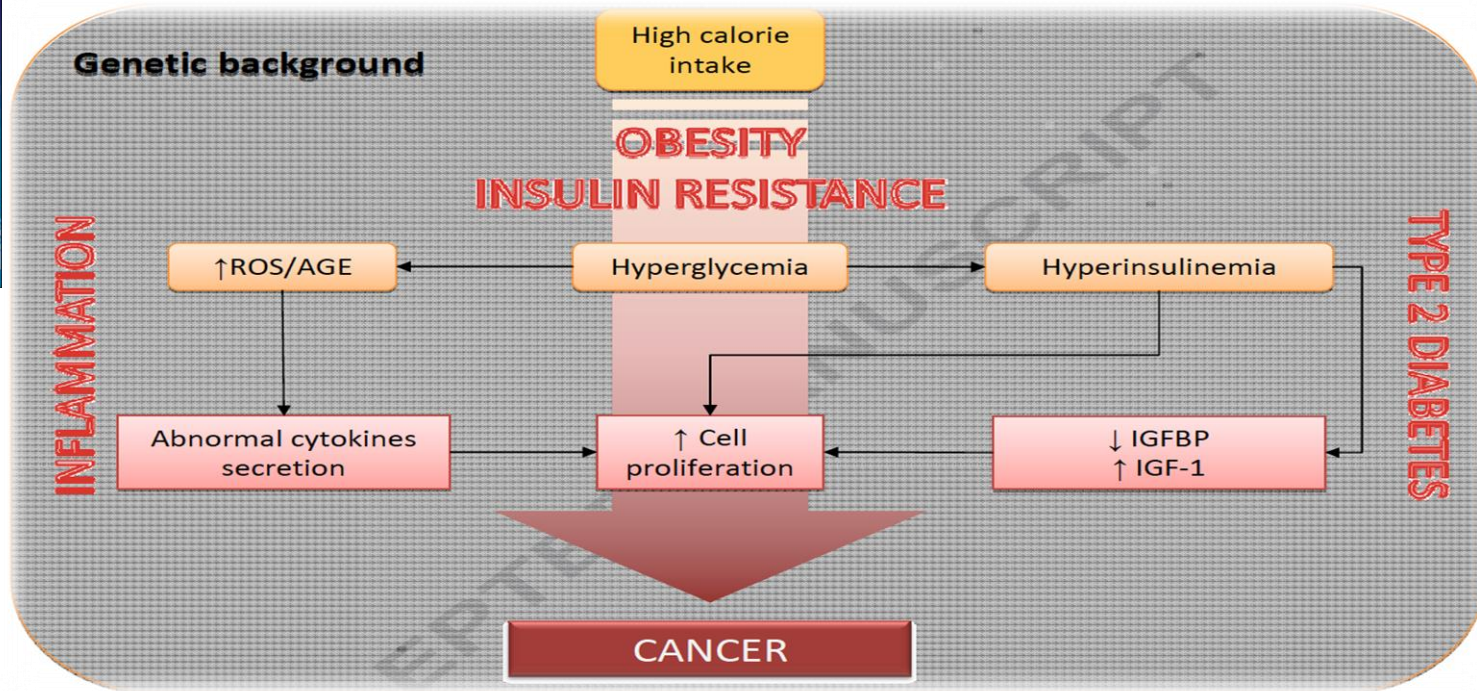 Genetic background
High calorie
intake
OBESITY
INSULIN RESISTANCE
INFLAMMATION
↑ROS/AGE
Hyperglycemia
Hyperinsulinemia
TYPE 2 DIABETES
Abnormal cytokines
secretion
↑ Cell
proliferation
↓ IGFBP
↑ IGF-1
CANCER